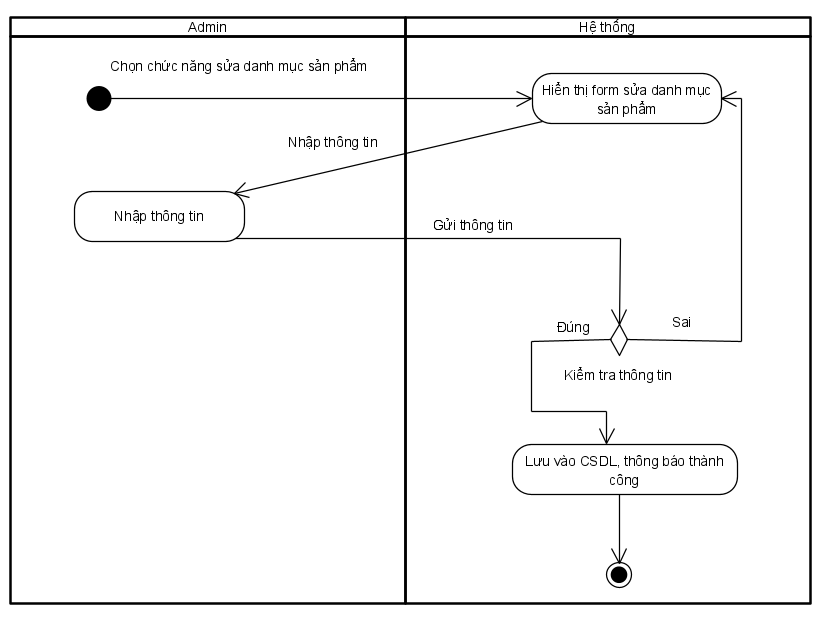 Admin
Hệ thống
Chọn chức năng sửa danh mục sản phẩm
Hiển thị form sửa danh mục
sản phẩm
Nhập thông tin
Nhập thông tin
Gửi thông tin
Đúng
Sai
Kiểm tra thông tin
Lưu vào CSDL, thông báo thành
công